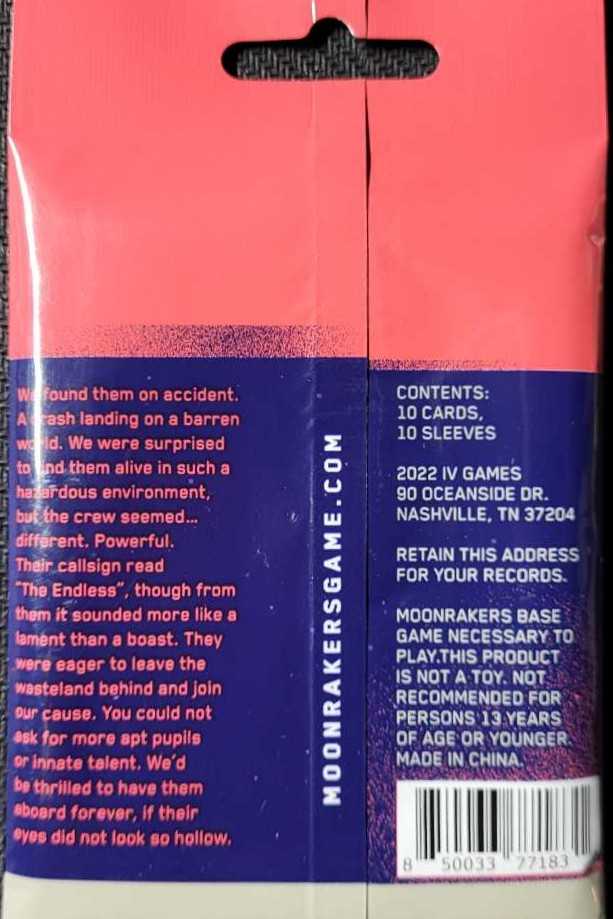 We found them on accident.
A crash landing on a barren
world. We were surprised
to find them alive in such a
hazardous environment,
but the crew seemed...
different. Powerful.
Their callsign read
"The Endless", though from
them it sounded more like a
lament than a boast. They
were eager to leave the
wasteland behind and join
our cause. You could not
ask for more apt pupils
or innate talent. We'd
be thrilled to have them
aboard forever, if their
eyes did not look so hollow.
MOONRAKERSGAME.COM
CONTENTS:
10 CARDS,
10 SLEEVES
2022 IV GAMES
90 OCEANSIDE DR.
NASHVILLE, TN 37204
RETAIN THIS ADDRESS
FOR YOUR RECORDS.
MOONRAKERS BASE
GAME NECESSARY TO
PLAY.THIS PRODUCT
IS NOT A TOY. NOT
RECOMMENDED FOR
PERSONS 13 YEARS
OF AGE OR YOUNGER.
MADE IN CHINA.
8 50033 77183